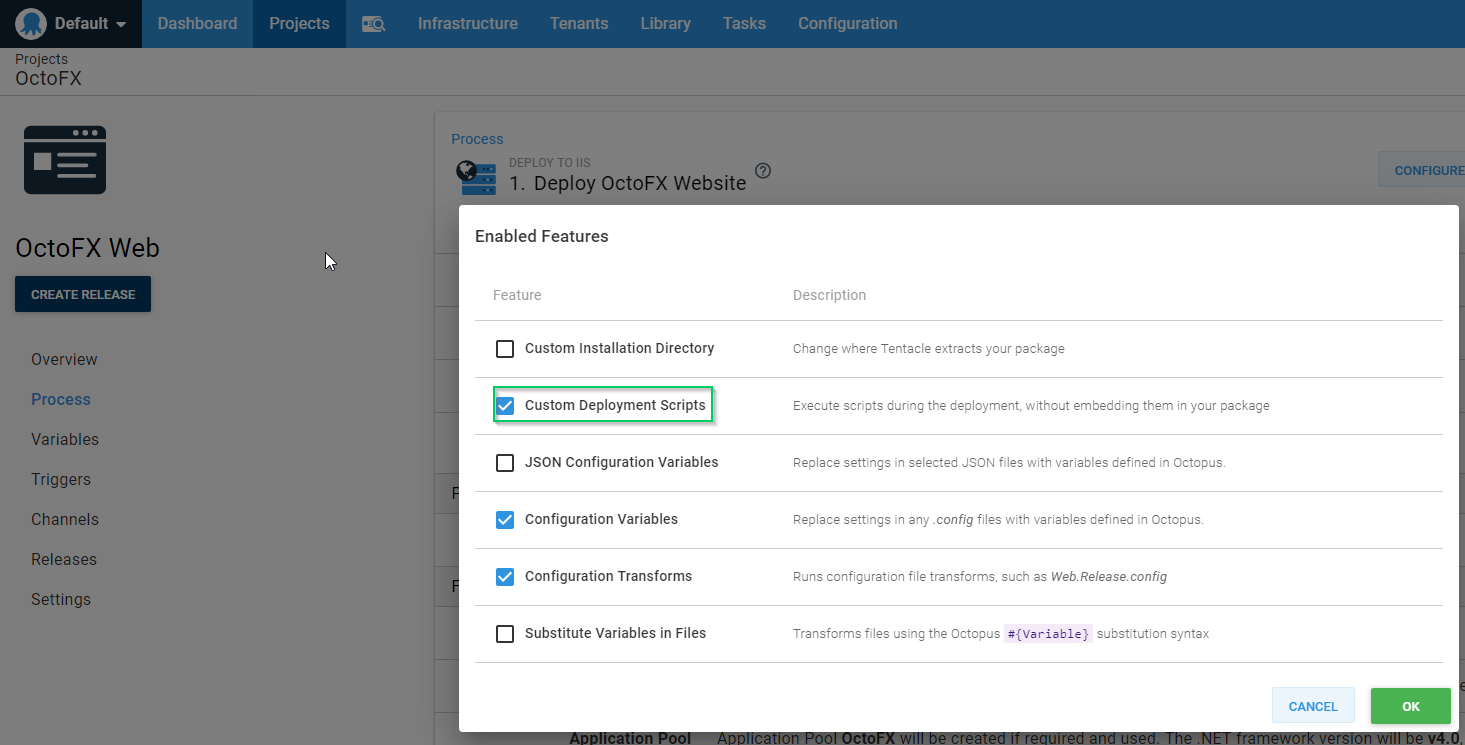 Default
Dashboard
Projects
Infrastructure
Tenants
Library
Tasks
Configuration
Projects
OctoFX
Process
DEPLOY TO IIS
1. Deploy OctoFX Website
CONFIGURE
OctoFX Web
CREATE RELEASE
Overview
Process
Variables
Triggers
Channels
Releases
Settings
Enabled Features
Feature Description
Custom Installation Directory Change where Tentacle extracts your package
Custom Deployment Scripts Execute scripts during the deployment, without embedding them in your package
JSON Configuration Variables Replace settings in selected JSON files with variables defined in Octopus.
Configuration Variables Replace settings in any .config files with variables defined in Octopus.
Configuration Transforms Runs configuration file transforms, such as Web.Release.config
Substitute Variables in Files Transforms files using the Octopus #{Variable} substitution syntax
CANCEL
OK
Application Pool Application Pool OctoFX will be created if required and used. The .NET framework version will be v4.0,